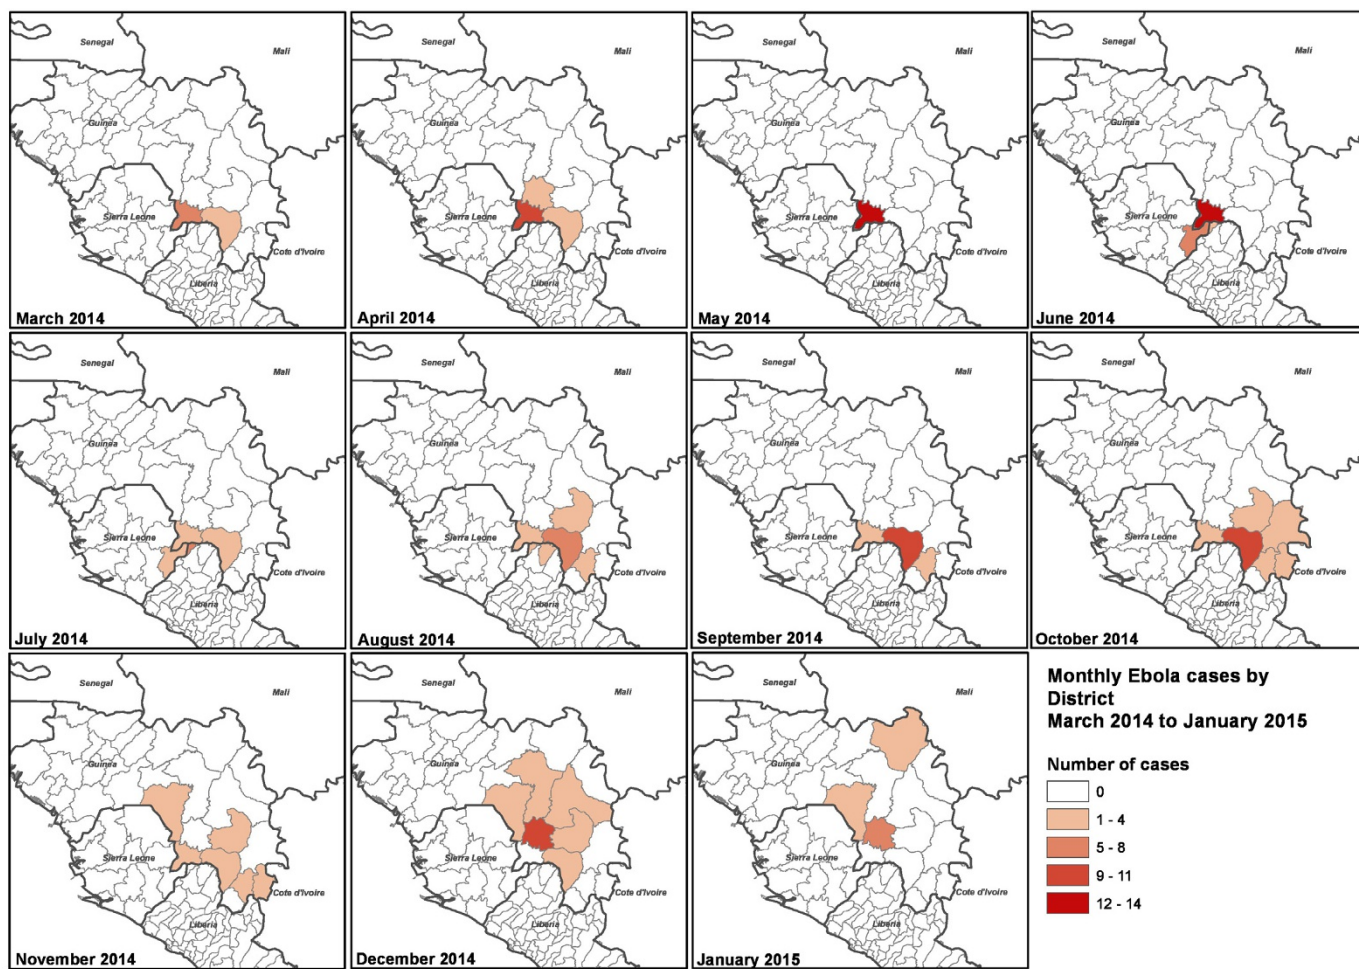 Senegal
Mali
Guinea
Sierra Leone
Cote d'Ivoire
Liberia
March 2014
Senegal
Mali
Guinea
Sierra Leone
Cote d'Ivoire
Liberia
April 2014
Senegal
Mali
Guinea
Sierra Leone
Cote d'Ivoire
Liberia
May 2014
Senegal
Mali
Guinea
Sierra Leone
Cote d'Ivoire
Liberia
June 2014
Senegal
Mali
Guinea
Sierra Leone
Cote d'Ivoire
Liberia
July 2014
Senegal
Mali
Guinea
Sierra Leone
Cote d'Ivoire
Liberia
August 2014
Senegal
Mali
Guinea
Sierra Leone
Cote d'Ivoire
Liberia
September 2014
Senegal
Mali
Guinea
Sierra Leone
Cote d'Ivoire
Liberia
October 2014
Senegal
Mali
Guinea
Sierra Leone
Cote d'Ivoire
Liberia
November 2014
Senegal
Mali
Guinea
Sierra Leone
Cote d'Ivoire
Liberia
December 2014
Senegal
Mali
Guinea
Sierra Leone
Cote d'Ivoire
Liberia
January 2015
Monthly Ebola cases by
District
March 2014 to January 2015
Number of cases
0
1 - 4
5 - 8
9 - 11
12 - 14